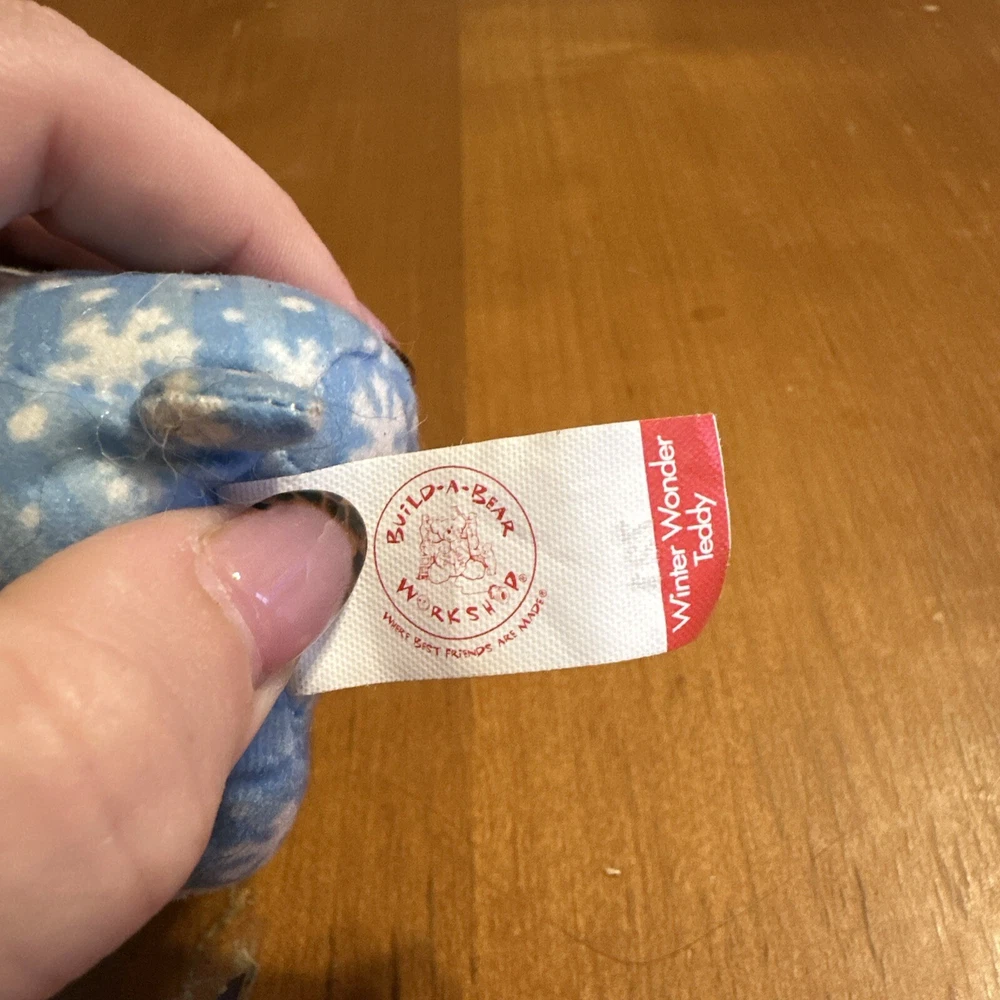 BUILD-A-BEAR
WORKSHOP®
WHERE BEST FRIENDS ARE MADE®
Winter Wonder
Teddy